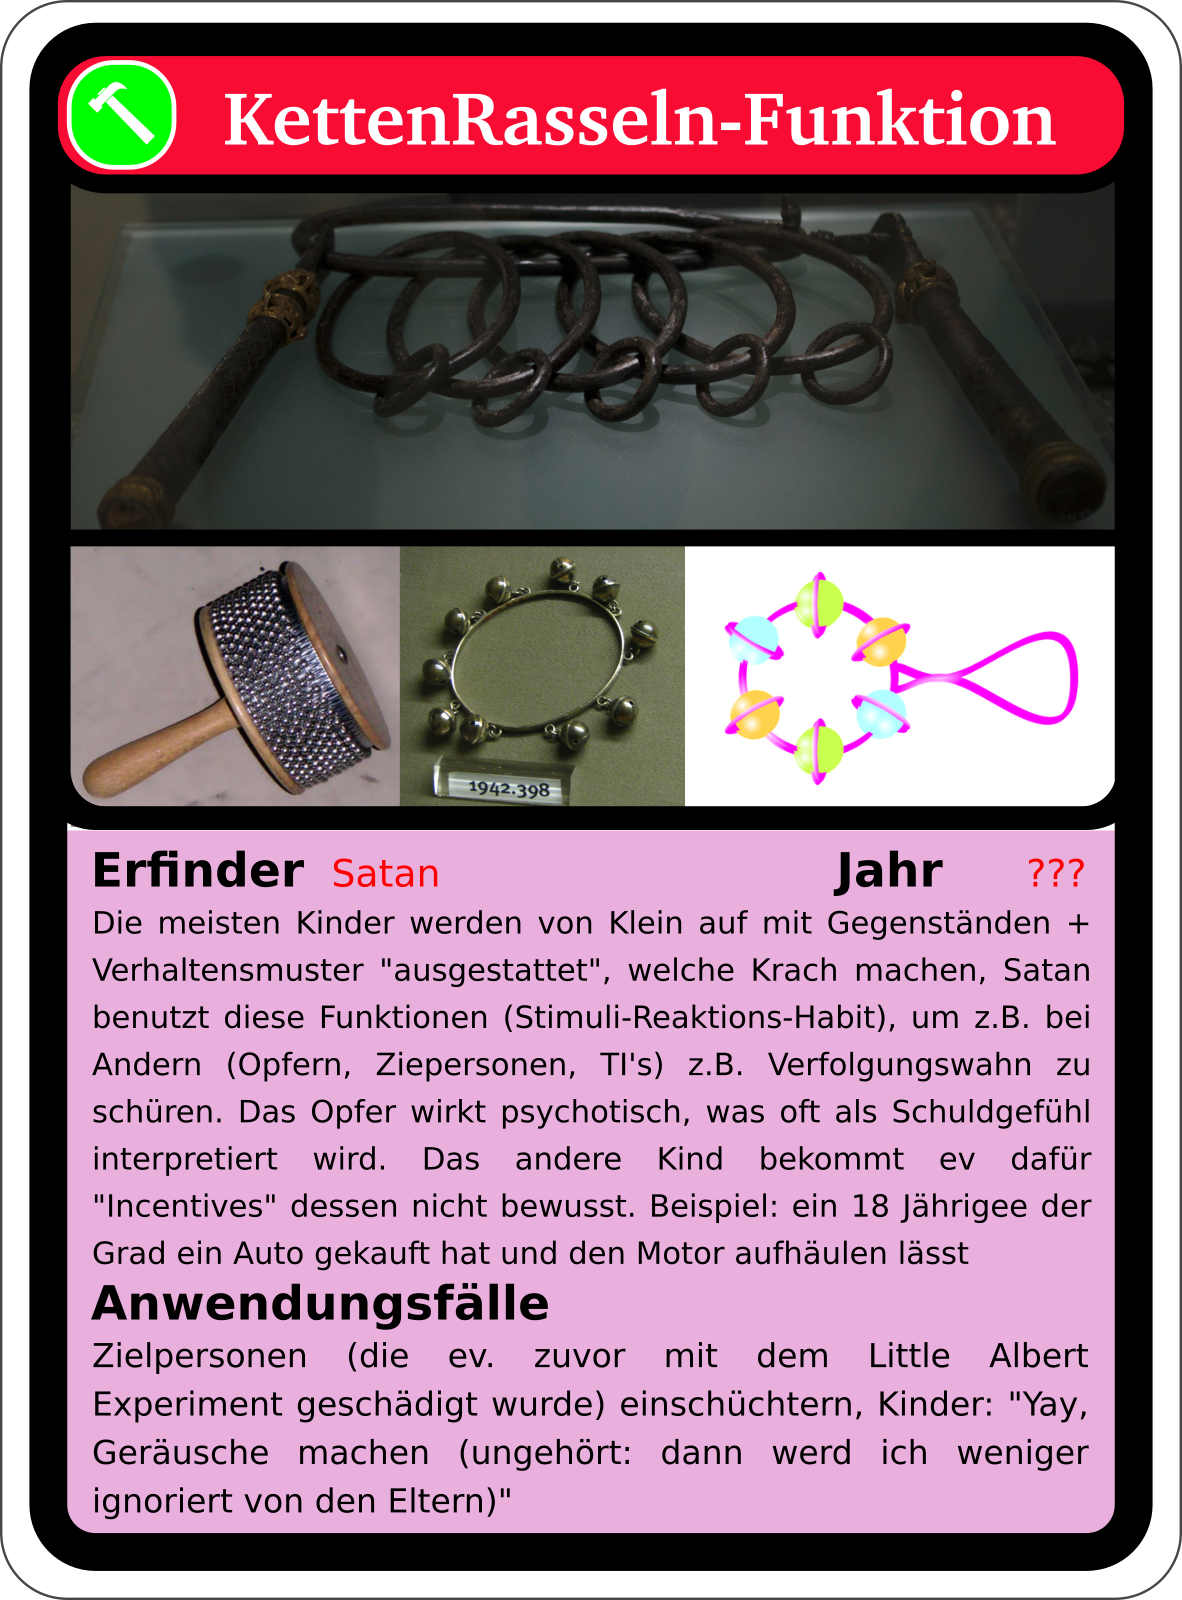 KettenRasseln-Funktion
1942.398
Erfinder Satan Jahr ???
Die meisten Kinder werden von Klein auf mit Gegenständen +
Verhaltensmuster "ausgestattet", welche Krach machen, Satan
benutzt diese Funktionen (Stimuli-Reaktions-Habit), um z.B. bei
Andern (Opfern, Ziepersonen, TI's) z.B. Verfolgungswahn zu
schüren. Das Opfer wirkt psychotisch, was oft als Schuldgefühl
interpretiert wird. Das andere Kind bekommt ev dafür
"Incentives" dessen nicht bewusst. Beispiel: ein 18 Jährigee der
Grad ein Auto gekauft hat und den Motor aufhäulen lässt
Anwendungsfälle
Zielpersonen (die ev. zuvor mit dem Little Albert
Experiment geschädigt wurde) einschüchtern, Kinder: "Yay,
Geräusche machen (ungehört: dann werd ich weniger
ignoriert von den Eltern)"